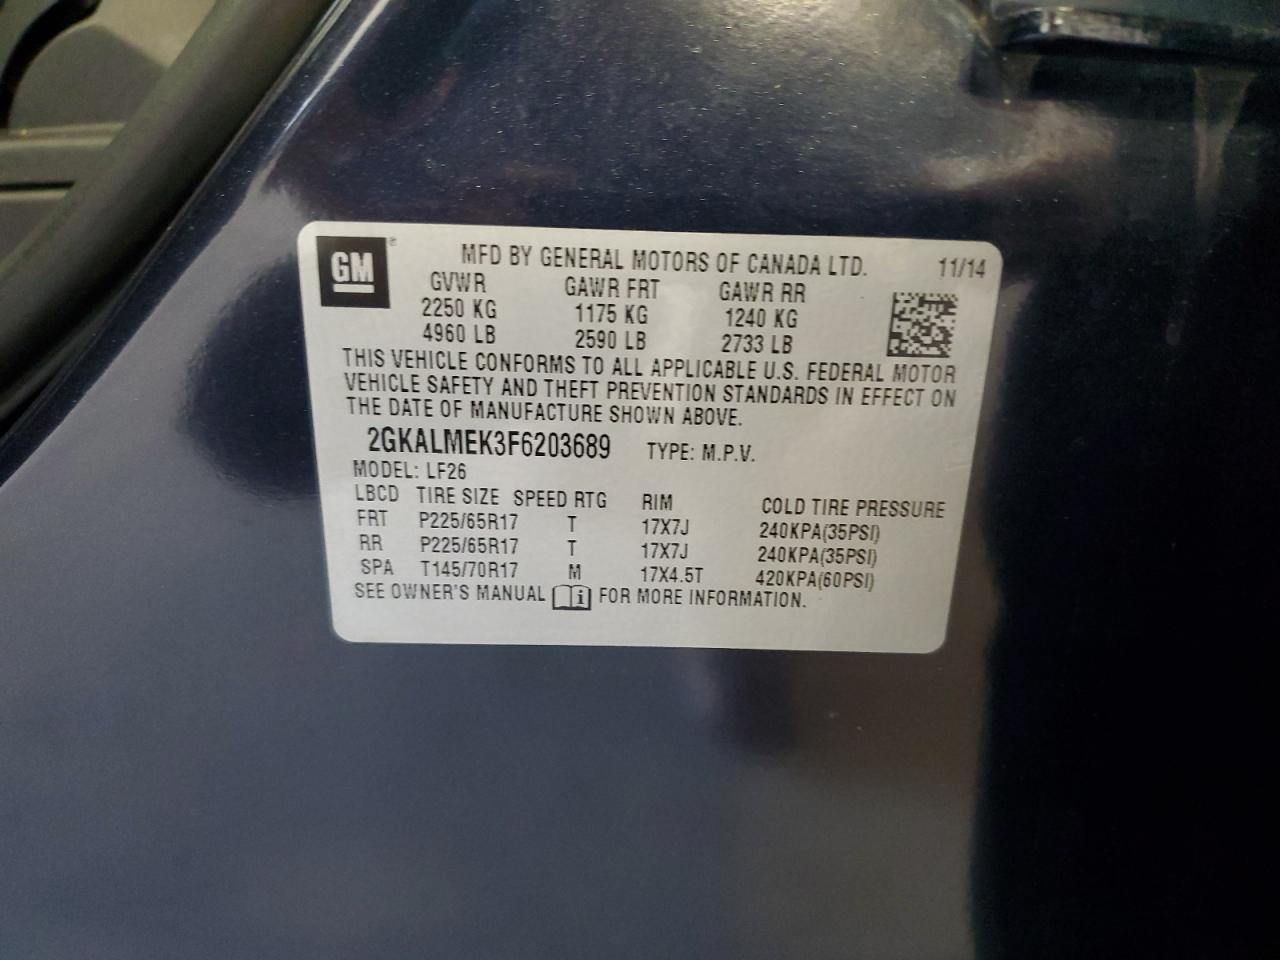 GM
MFD BY GENERAL MOTORS OF CANADA LTD. 11/14
GVWR GAWR FRT GAWR RR
2250 KG 1175 KG 1240 KG
4960 LB 2590 LB 2733 LB
THIS VEHICLE CONFORMS TO ALL APPLICABLE U.S. FEDERAL MOTOR
VEHICLE SAFETY AND THEFT PREVENTION STANDARDS IN EFFECT ON
THE DATE OF MANUFACTURE SHOWN ABOVE.
2GKALMEK3F6203689 TYPE: M.P.V.
MODEL: LF26
LBCD TIRE SIZE SPEED RTG RIM COLD TIRE PRESSURE
FRT P225/65R17 T 17X7J 240KPA(35PSI)
RR P225/65R17 T 17X7J 240KPA(35PSI)
SPA T145/70R17 M 17X4.5T 420KPA(60PSI)
SEE OWNER'S MANUAL i FOR MORE INFORMATION.